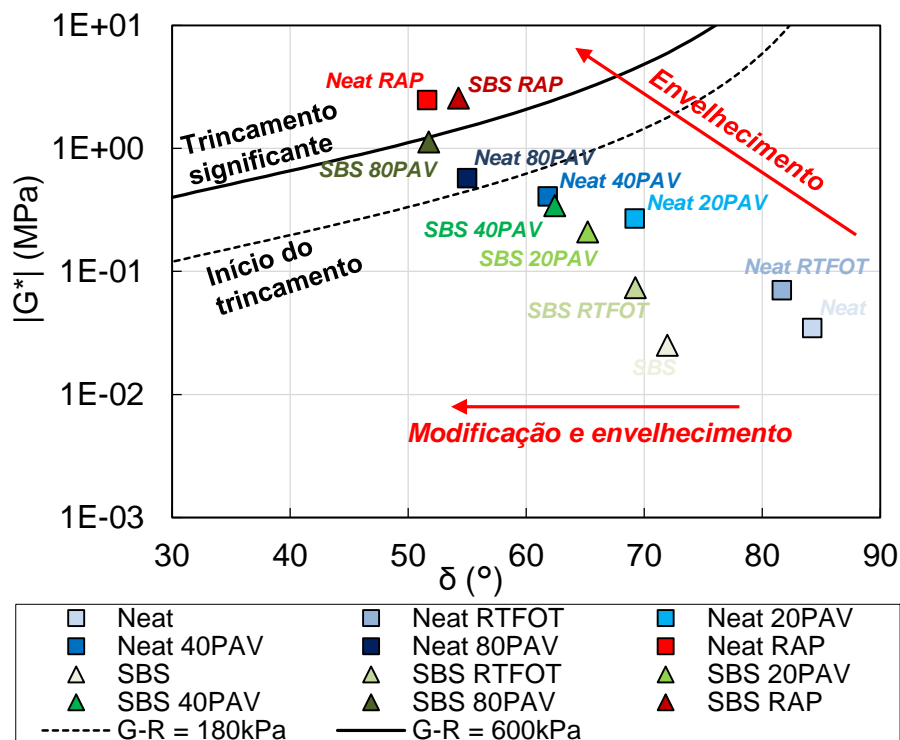 1E+01
1E+00
1E-01
1E-02
1E-03
|G*| (MPa)
Neat RAP
SBS RAP
Envelhecimento
Trincamento
significante
SBS 80PAV
Neat 80PAV
Neat 40PAV
Neat 20PAV
SBS 40PAV
SBS 20PAV
Início do
trincamento
Neat RTFOT
SBS RTFOT
Neat
SBS
Modificação e envelhecimento
30 40 50 60 70 80 90
δ (º)
Neat Neat RTFOT Neat 20PAV
Neat 40PAV Neat 80PAV Neat RAP
SBS SBS RTFOT SBS 20PAV
SBS 40PAV SBS 80PAV SBS RAP
G-R = 180kPa G-R = 600kPa